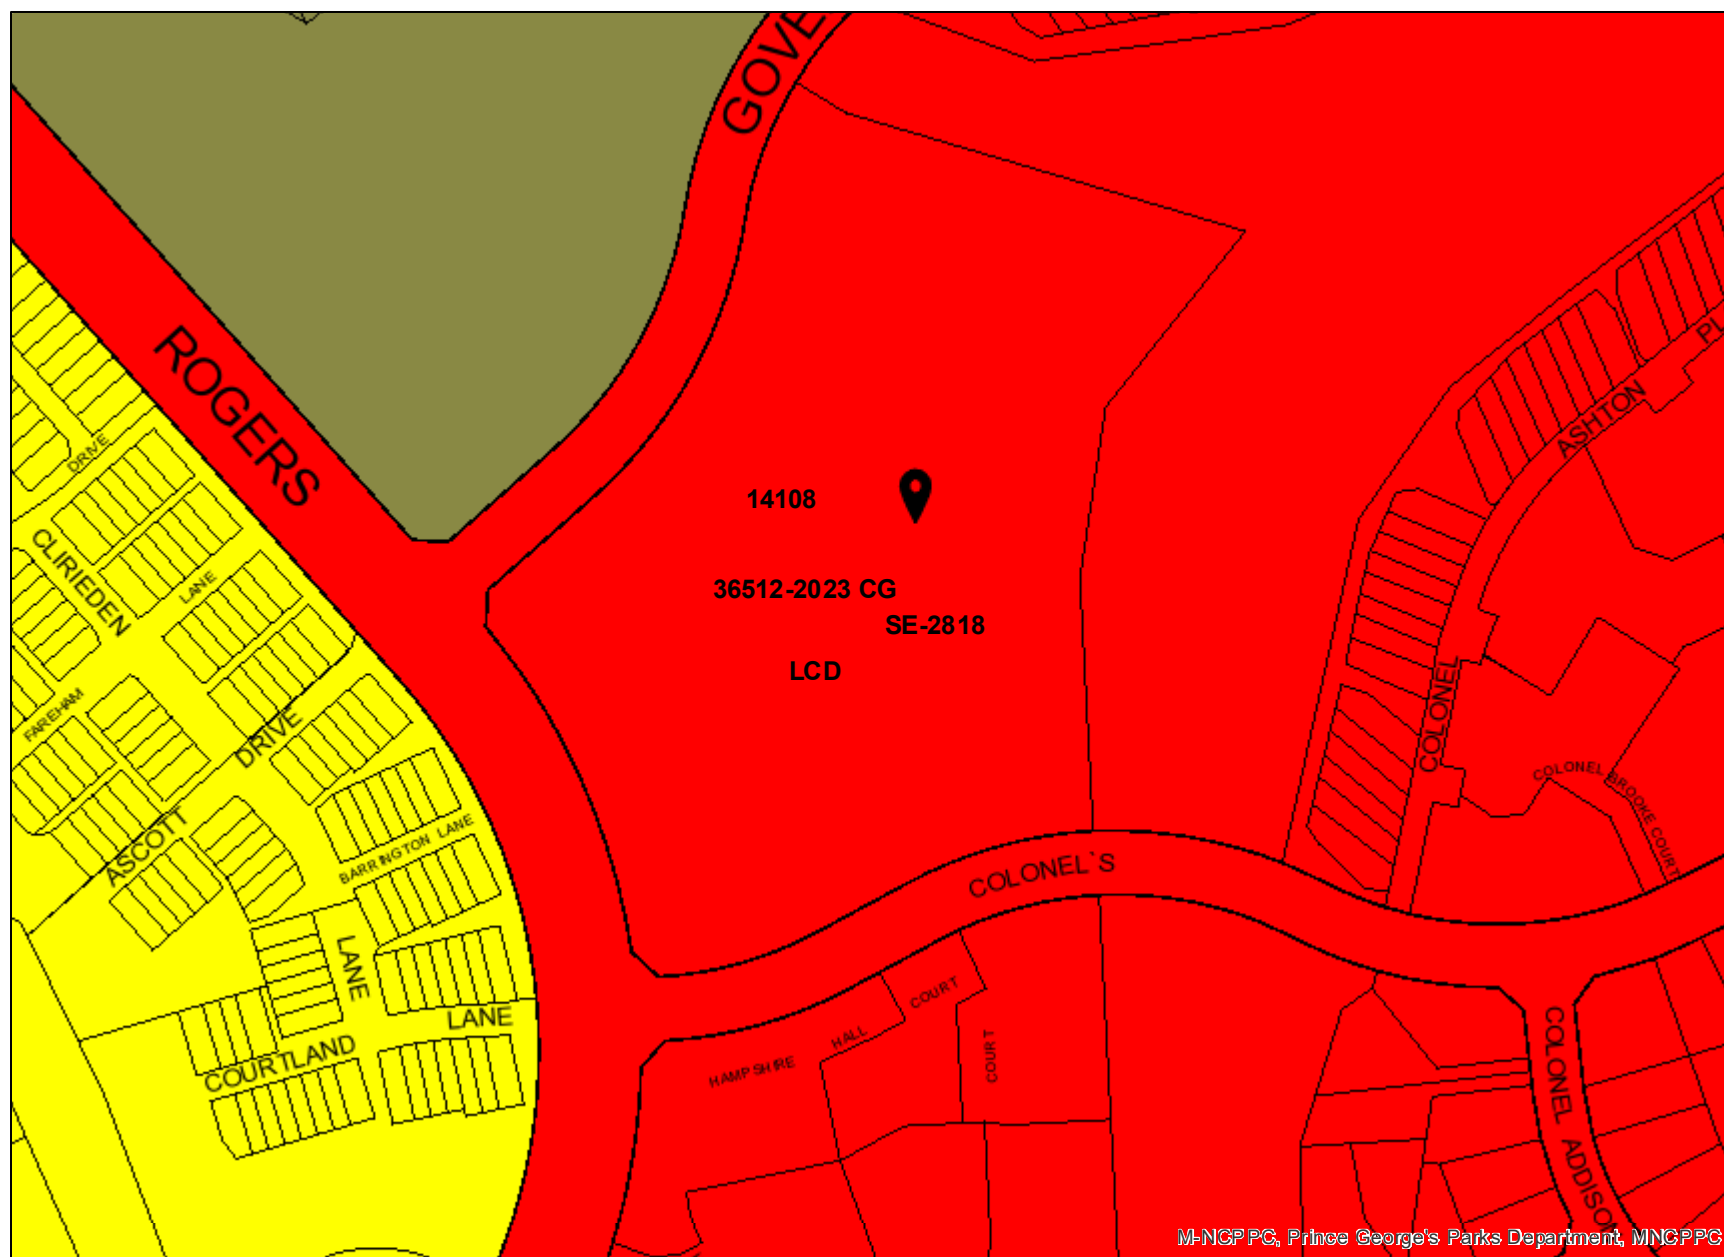 GOVE
ROGERS
DRIVE
CLIRIEDEN
LANE
FAREHAM
DRIVE
ASCOTT
BARRINGTON LANE
LANE
LANE
COURTLAND
14108
36512-2023 CG
SE-2818
LCD
ASHTON
PL
COLONEL
COLONEL BROOKE COURT
COLONEL`S
COURT
HALL
HAMPSHIRE
COURT
COLONEL ADDISON
M-NCPPC, Prince George's Parks Department, MNCPPC